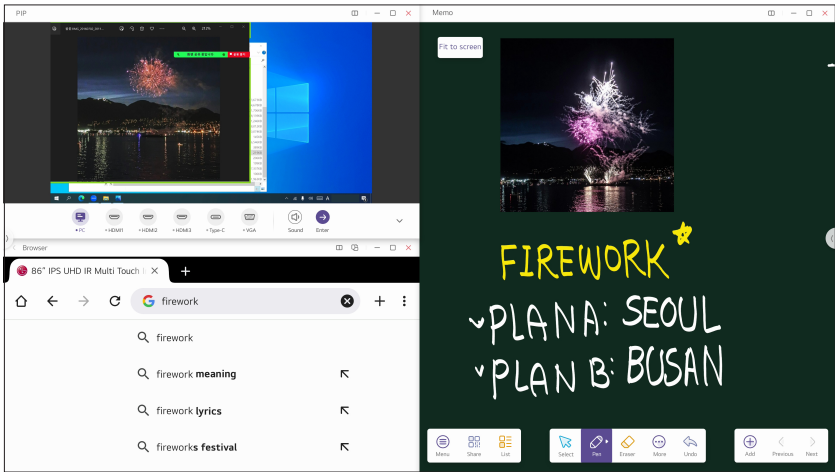 PIP
PC
HDMI1
HDMI2
HDMI3
Type-C
VGA
Sound
Enter
Browser
86" IPS UHD IR Multi Touch
firework
firework
firework meaning
firework lyrics
fireworks festival
Memo
Fit to screen
FIREWORK
PLAN A: SEOUL
PLAN B: BUSAN
Menu
Share
List
Select
Pen
Eraser
More
Undo
Add
Previous
Next